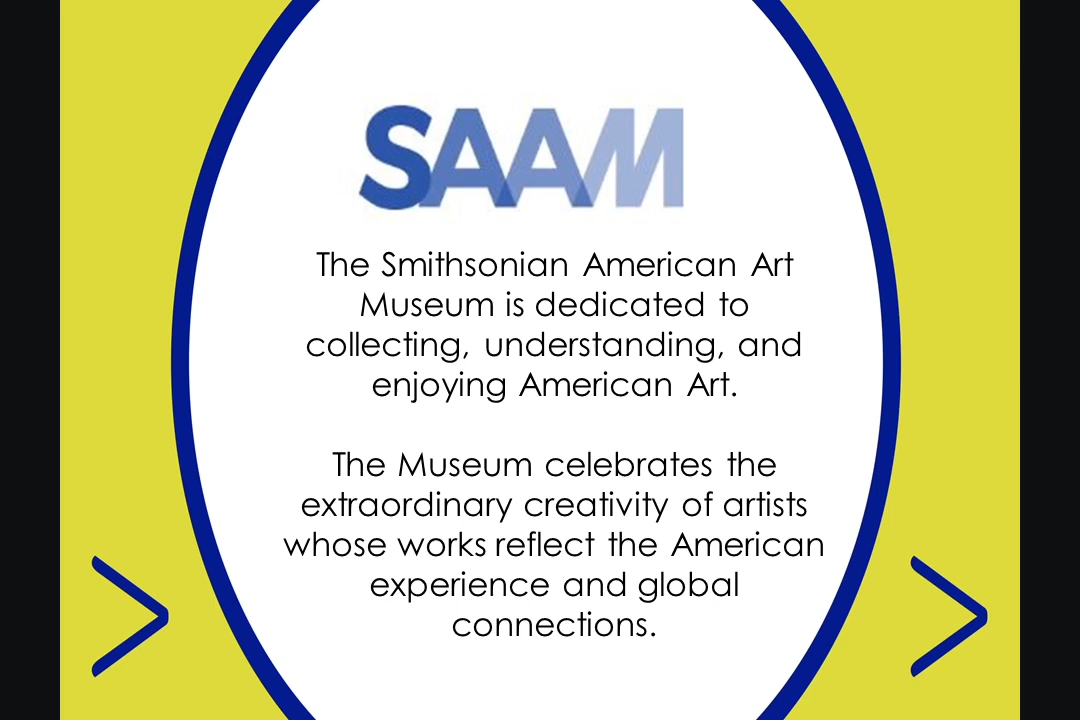 SAAM
The Smithsonian American Art
Museum is dedicated to
collecting, understanding, and
enjoying American Art.
The Museum celebrates the
extraordinary creativity of artists
whose works reflect the American
experience and global
connections.